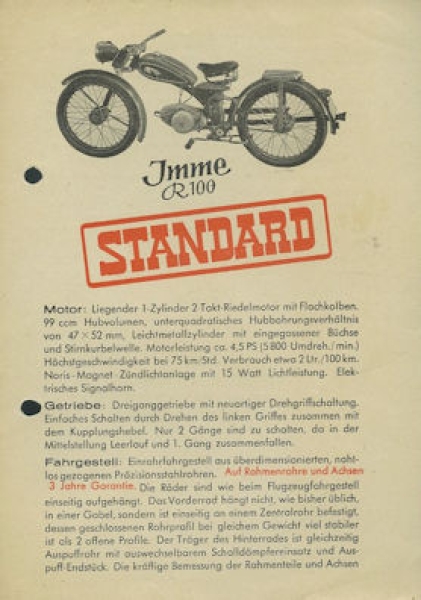 Imme
R100
STANDARD
Motor: Liegender 1-Zylinder 2 Takt-Riedelmotor mit Flachkolben.
99 ccm Hubvolumen, unterquadratisches Hubbohrungsverhältnis
von 47 × 52 mm, Leichtmetallzylinder mit eingegossener Büchse
und Stirnkurbelwelle. Motorleistung ca. 4,5 PS (5 800 Umdreh./min.)
Höchstgeschwindigkeit bei 75 km/Std. Verbrauch etwa 2 Ltr./100 km.
Noris-Magnet-Zündlichtanlage mit 15 Watt Lichtleistung. Elek-
trisches Signalhorn.
Getriebe: Dreiganggetriebe mit neuartiger Drehgriffschaltung.
Einfaches Schalten durch Drehen des linken Griffes zusammen mit
dem Kupplungshebel. Nur 2 Gänge sind zu schalten, da in der
Mittelstellung Leerlauf und 1. Gang zusammenfallen.
Fahrgestell: Einrohrfahrgestell aus überdimensionierten, naht-
los gezogenen Präzisionsstahlrohren. Auf Rahmenrohre und Achsen
3 Jahre Garantie. Die Räder sind wie beim Flugzeugfahrgestell
einseitig aufgehängt. Das Vorderrad hängt nicht, wie bisher üblich,
in einer Gabel, sondern ist einseitig an einem Zentralrohr befestigt,
dessen geschlossenen Rohrprofil bei gleichem Gewicht viel stabiler
ist als 2 offene Profile. Der Träger des Hinterrades ist gleichzeitig
Auspuffrohr mit auswechselbarem Schalldämpfereinsatz und Aus-
puff-Endstück. Die kräftige Bemessung der Rahmenteile und Achsen